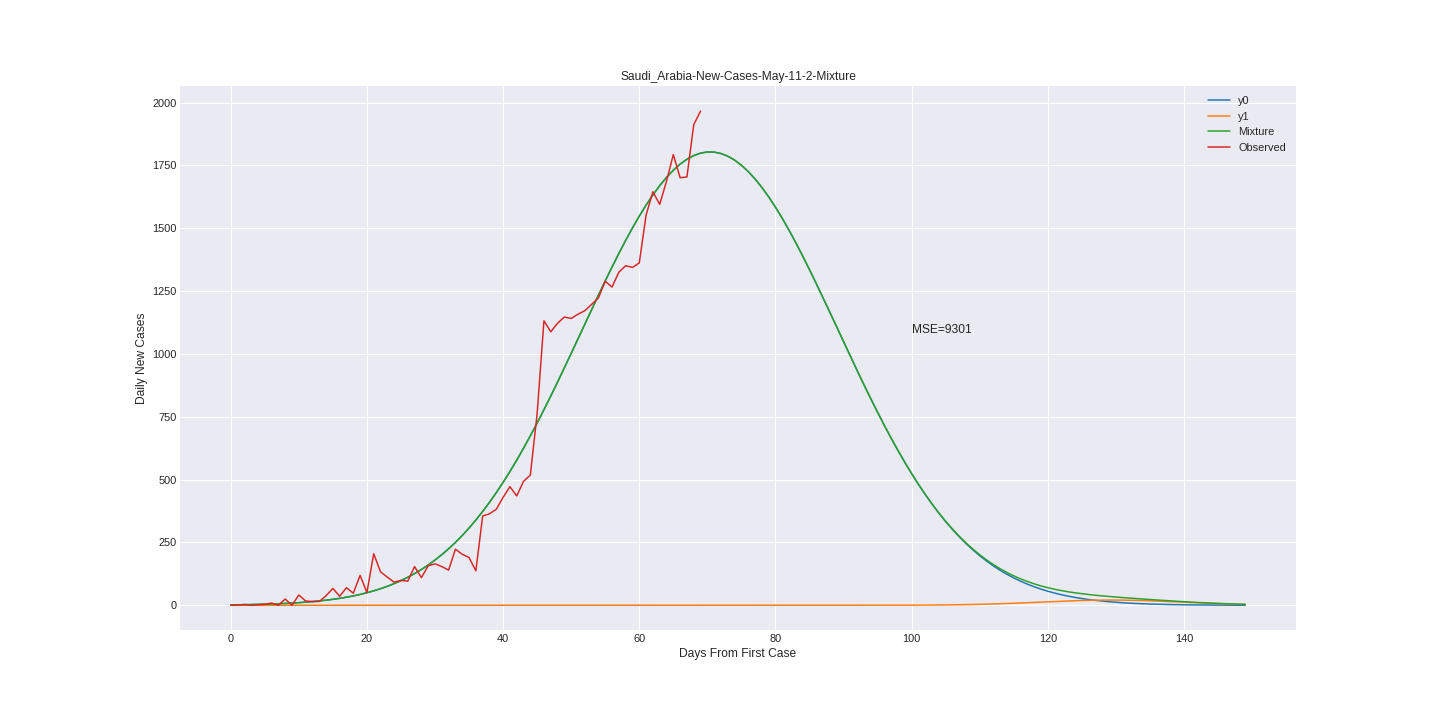 Saudi_Arabia-New-Cases-May-11-2-Mixture
2000
1750
1500
1250
1000
750
500
250
0
Daily New Cases
y0
y1
Mixture
Observed
MSE=9301
0 20 40 60 80 100 120 140
Days From First Case